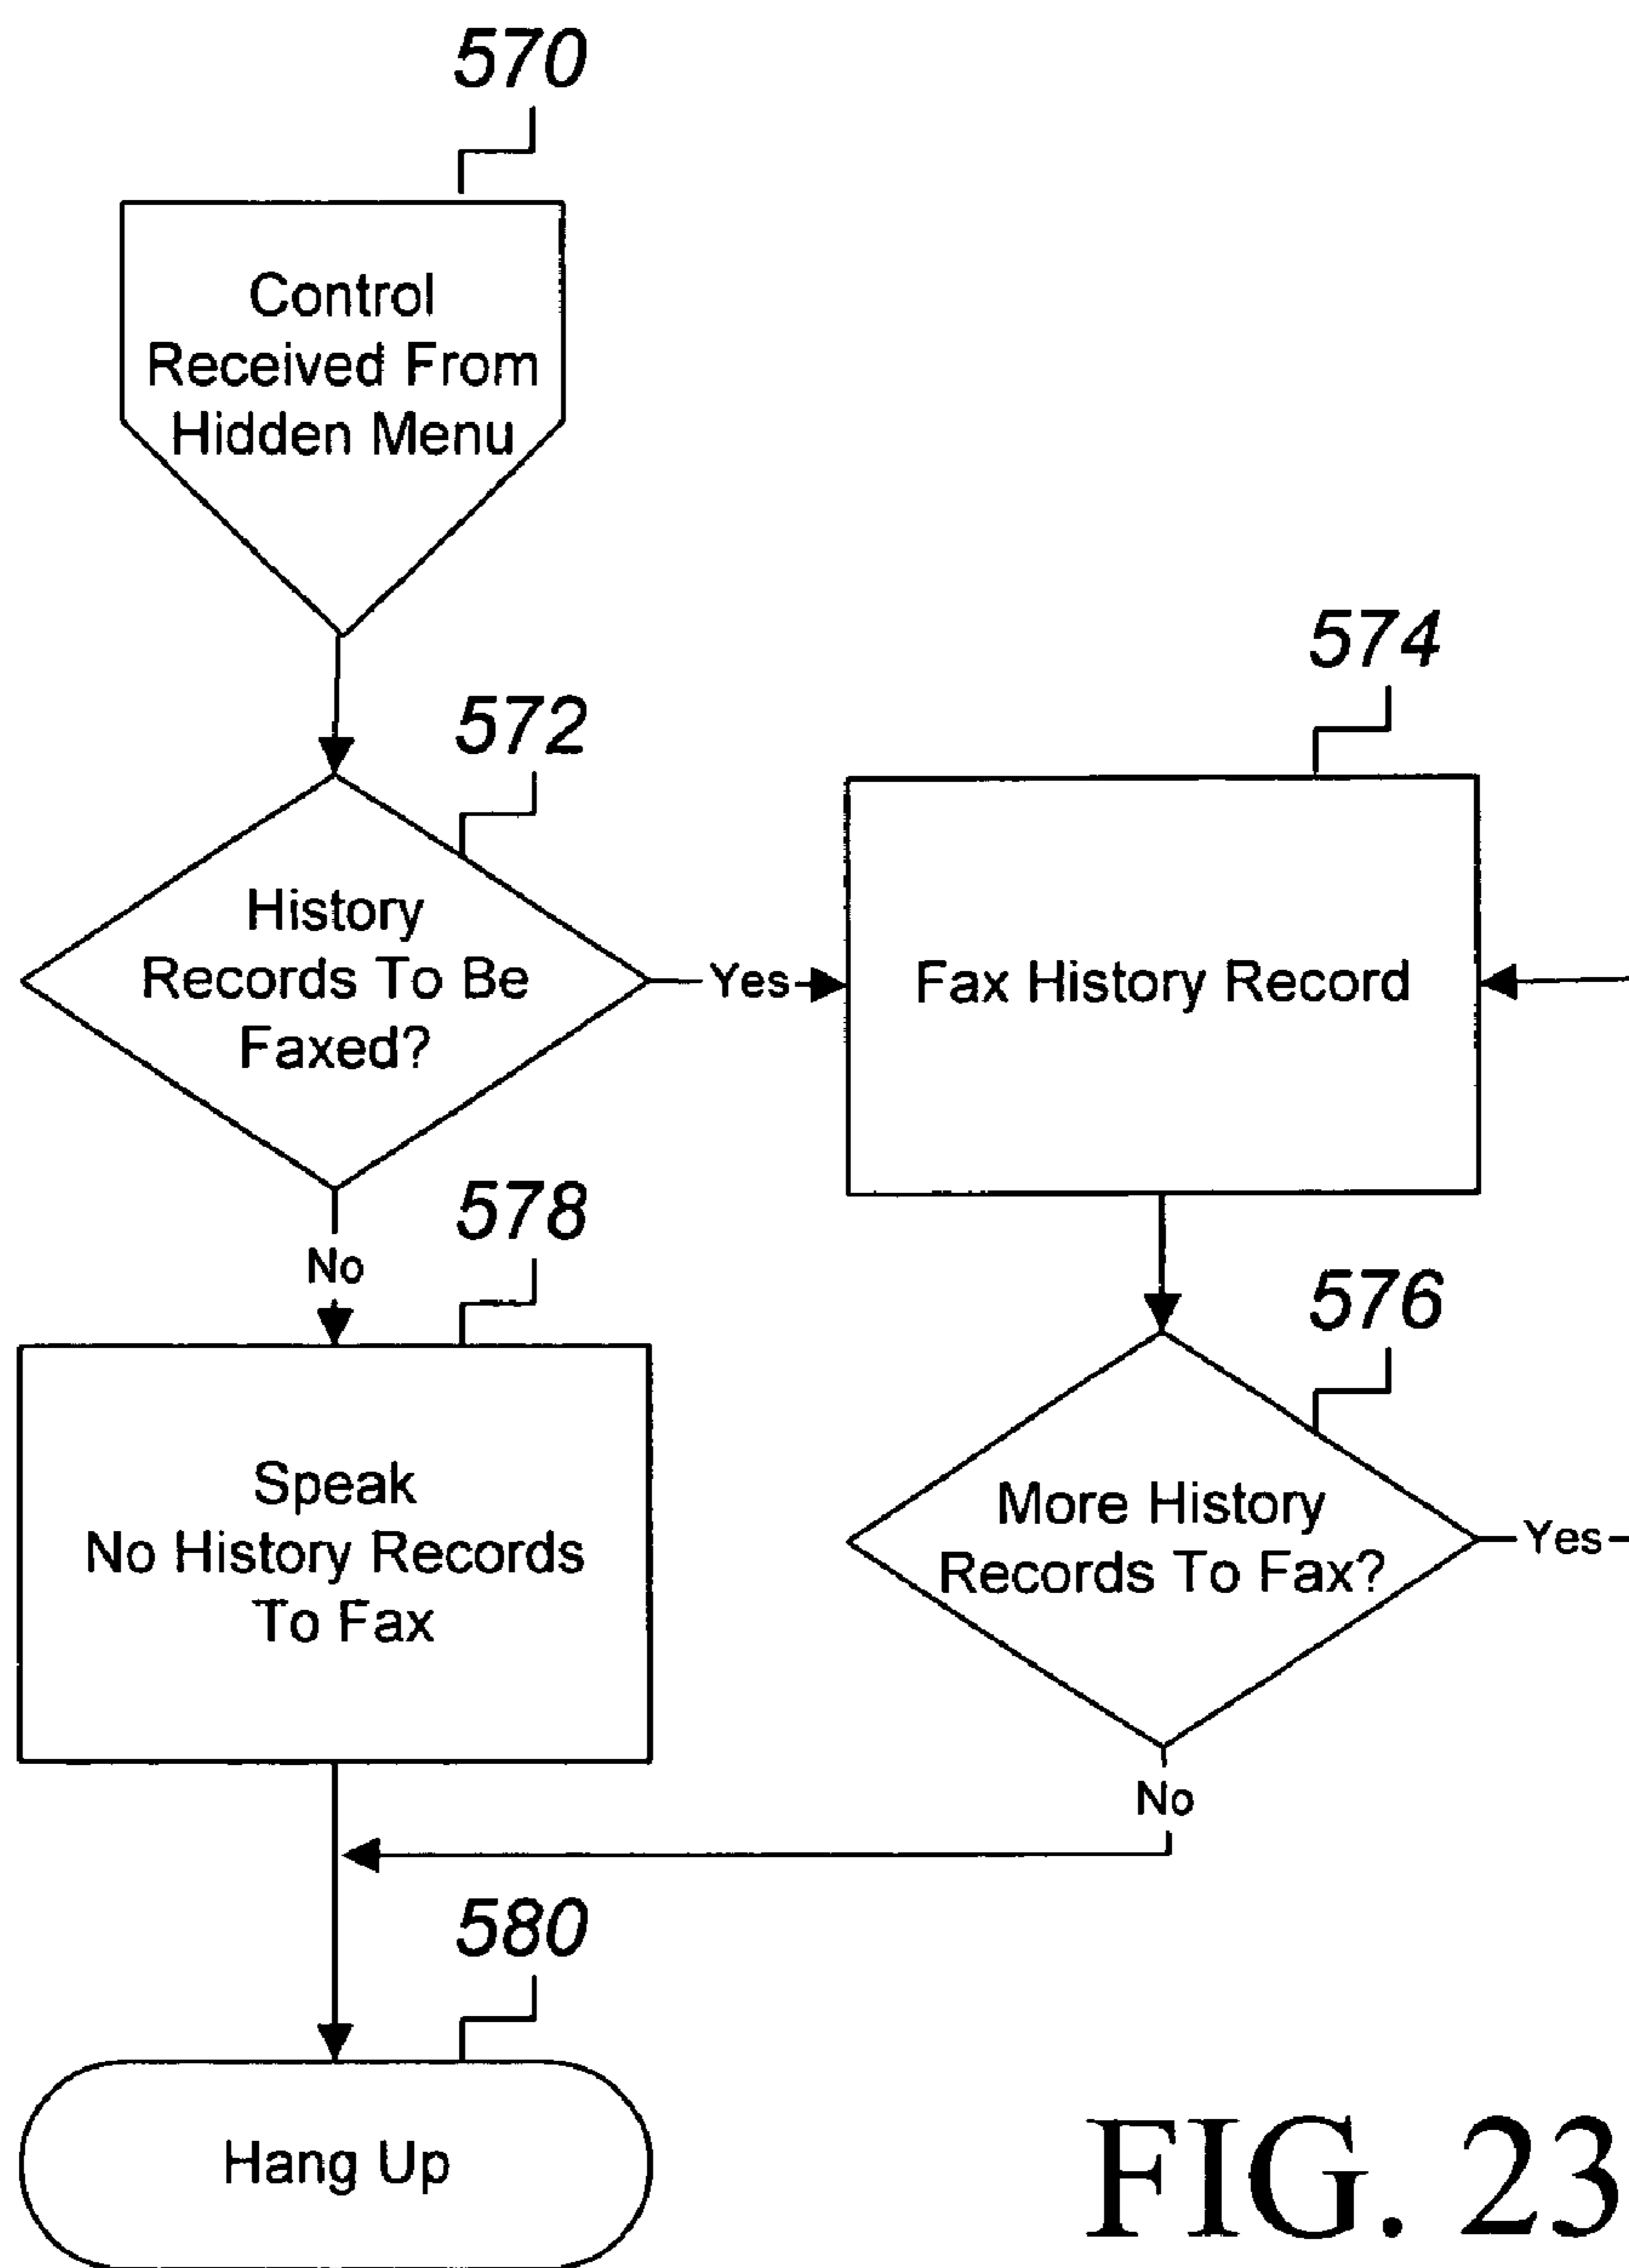 570
Control
Received From
Hidden Menu
572
History
Records To Be
Faxed?
Yes
574
Fax History Record
No
578
Speak
No History Records
To Fax
576
More History
Records To Fax?
Yes
No
580
Hang Up
FIG. 23